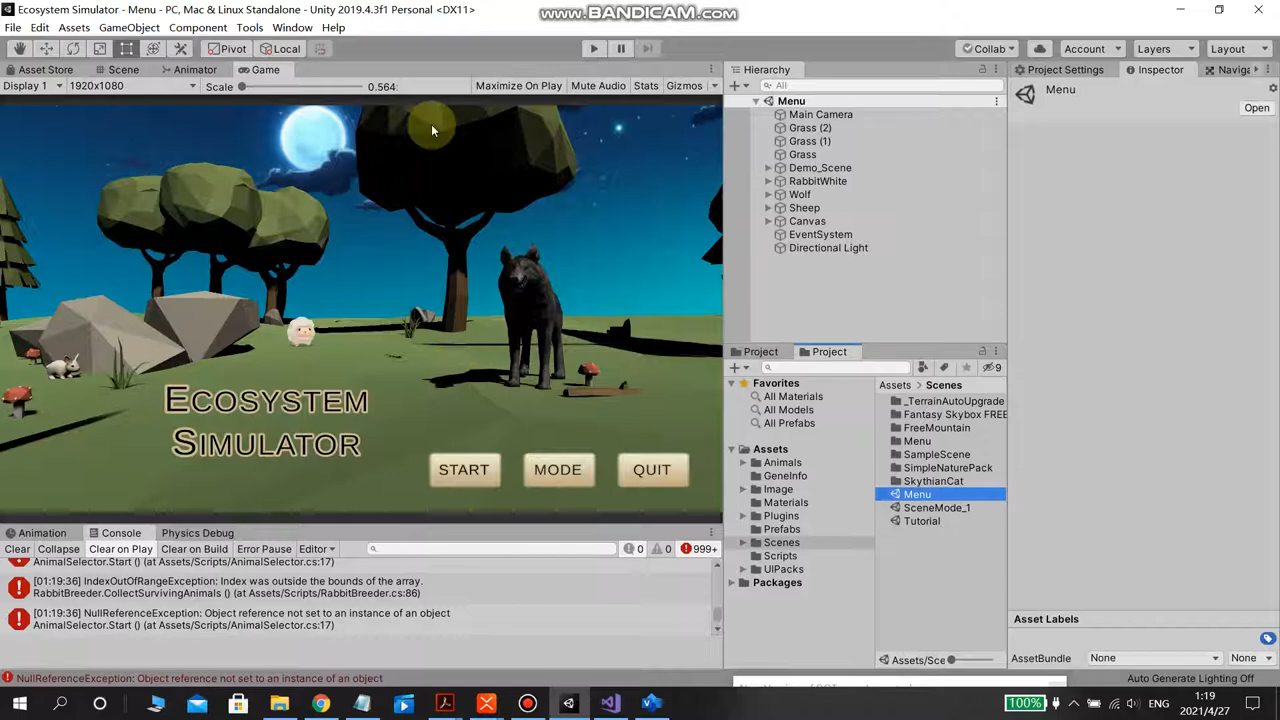 Ecosystem Simulator - Menu - PC, Mac & Linux Standalone - Unity 2019.4.3f1 Personal <DX11>
www.BANDICAM.com
File Edit Assets GameObject Component Tools Window Help
Pivot Local Collab Account Layers Layout
Asset Store Scene Animator Game
Display 1 1920x1080 Scale 0.564 Maximize On Play Mute Audio Stats Gizmos
ECOSYSTEM
SIMULATOR
START MODE QUIT
Animation Console Physics Debug
Clear Collapse Clear on Play Clear on Build Error Pause Editor 0 0 999+
AnimalSelector.Start () (at Assets/Scripts/AnimalSelector.cs:17)
[01:19:36] IndexOutOfRangeException: Index was outside the bounds of the array.
RabbitBreeder.CollectSurvivingAnimals () (at Assets/Scripts/RabbitBreeder.cs:86)
[01:19:36] NullReferenceException: Object reference not set to an instance of an object
AnimalSelector.Start () (at Assets/Scripts/AnimalSelector.cs:17)
NullReferenceException: Object reference not set to an instance of an object
Hierarchy
All
Menu
Main Camera
Grass (2)
Grass (1)
Grass
Demo_Scene
RabbitWhite
Wolf
Sheep
Canvas
EventSystem
Directional Light
Project Project
9
Favorites
All Materials
All Models
All Prefabs
Assets
Animals
GeneInfo
Image
Materials
Plugins
Prefabs
Scenes
Scripts
UIPacks
Packages
Assets Scenes
_TerrainAutoUpgrade
Fantasy Skybox FREE
FreeMountain
Menu
SampleScene
SimpleNaturePack
SkythianCat
Menu
SceneMode_1
Tutorial
Assets/Sce
Project Settings Inspector Naviga
Menu
Open
Asset Labels
AssetBundle None None
Auto Generate Lighting Off
100% ENG
1:19
2021/4/27